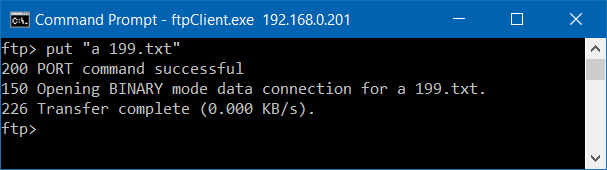 Command Prompt - ftpClient.exe  192.168.0.201
ftp> put "a 199.txt"
200 PORT command successful
150 Opening BINARY mode data connection for a 199.txt.
226 Transfer complete (0.000 KB/s).
ftp>